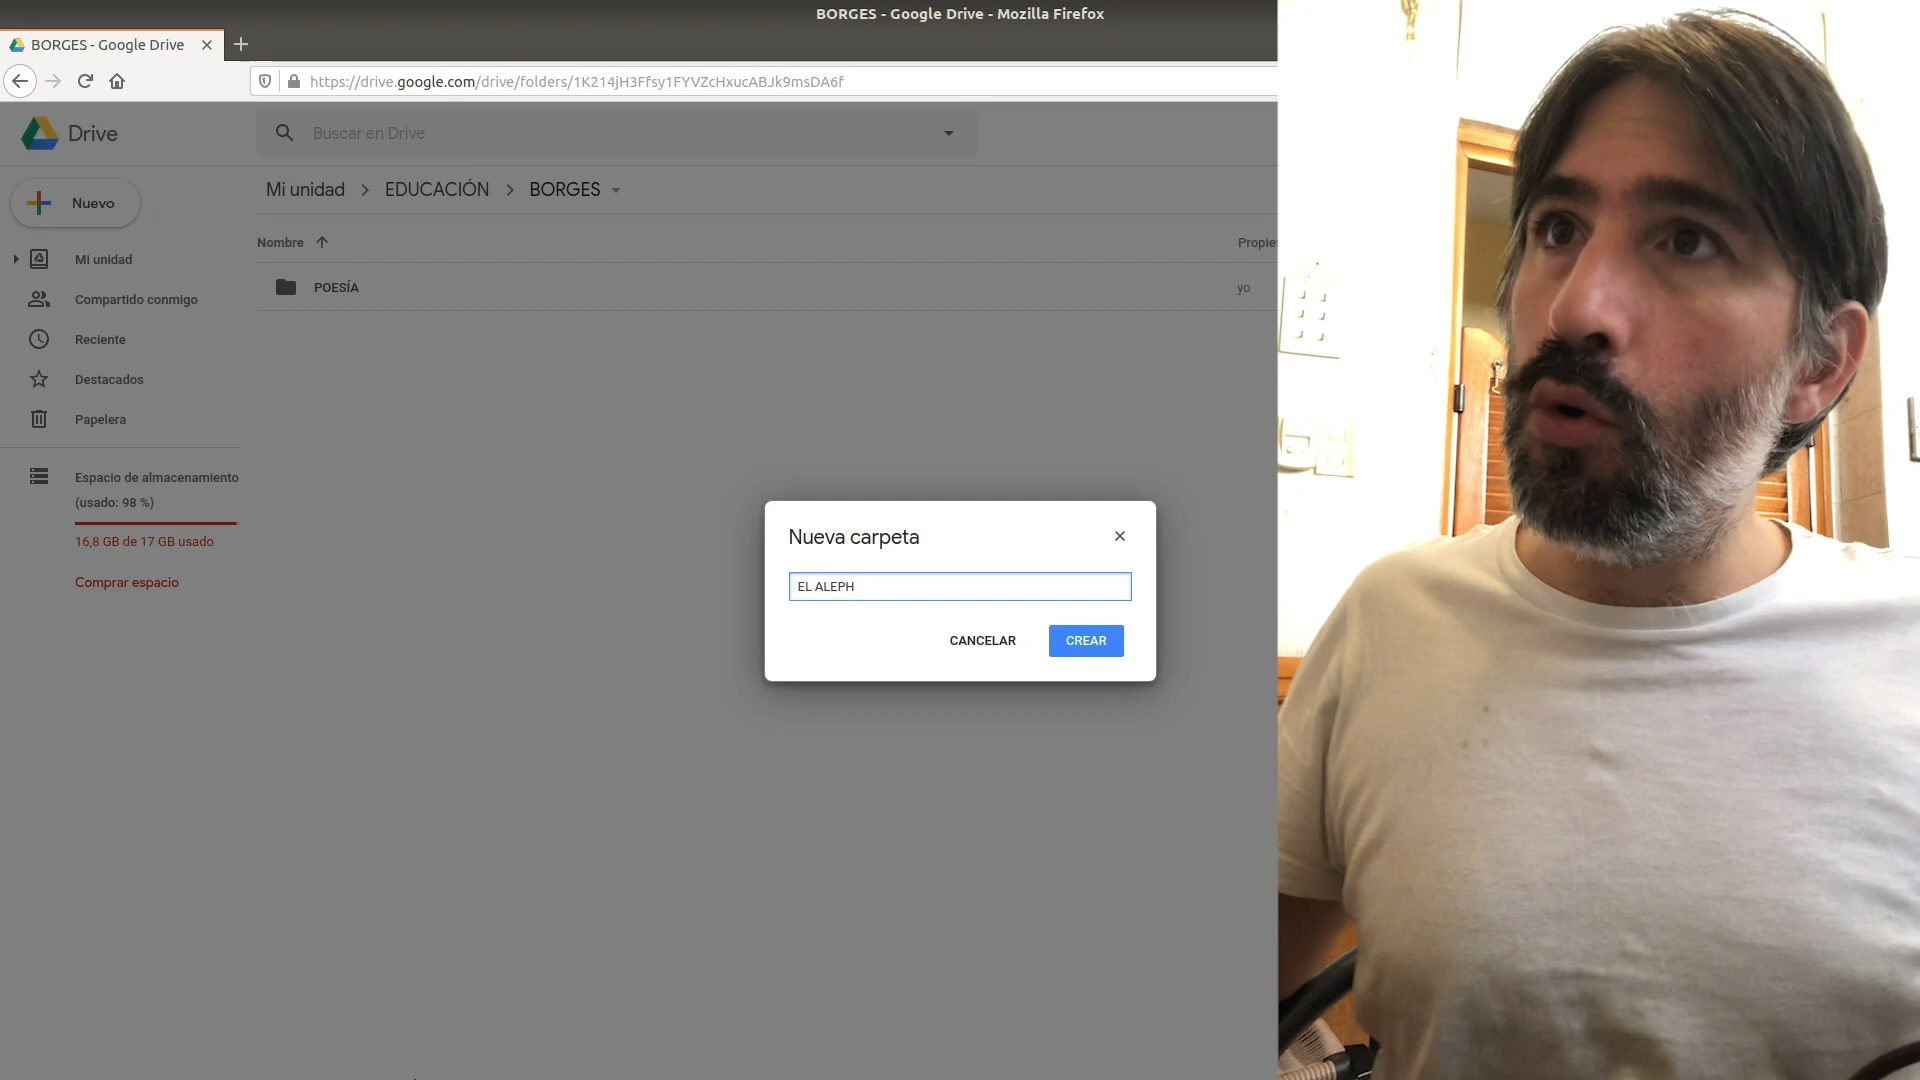 BORGES - Google Drive - Mozilla Firefox
BORGES - Google Drive
https://drive.google.com/drive/folders/1K214jH3Ffsy1FYVZcHxucABJk9msDA6f
Drive
Buscar en Drive
Nuevo
Mi unidad
Compartido conmigo
Reciente
Destacados
Papelera
Espacio de almacenamiento
(usado: 98 %)
16,8 GB de 17 GB usado
Comprar espacio
Mi unidad > EDUCACIÓN > BORGES
Nombre Propiet
POESÍA yo
Nueva carpeta
EL ALEPH
CANCELAR CREAR